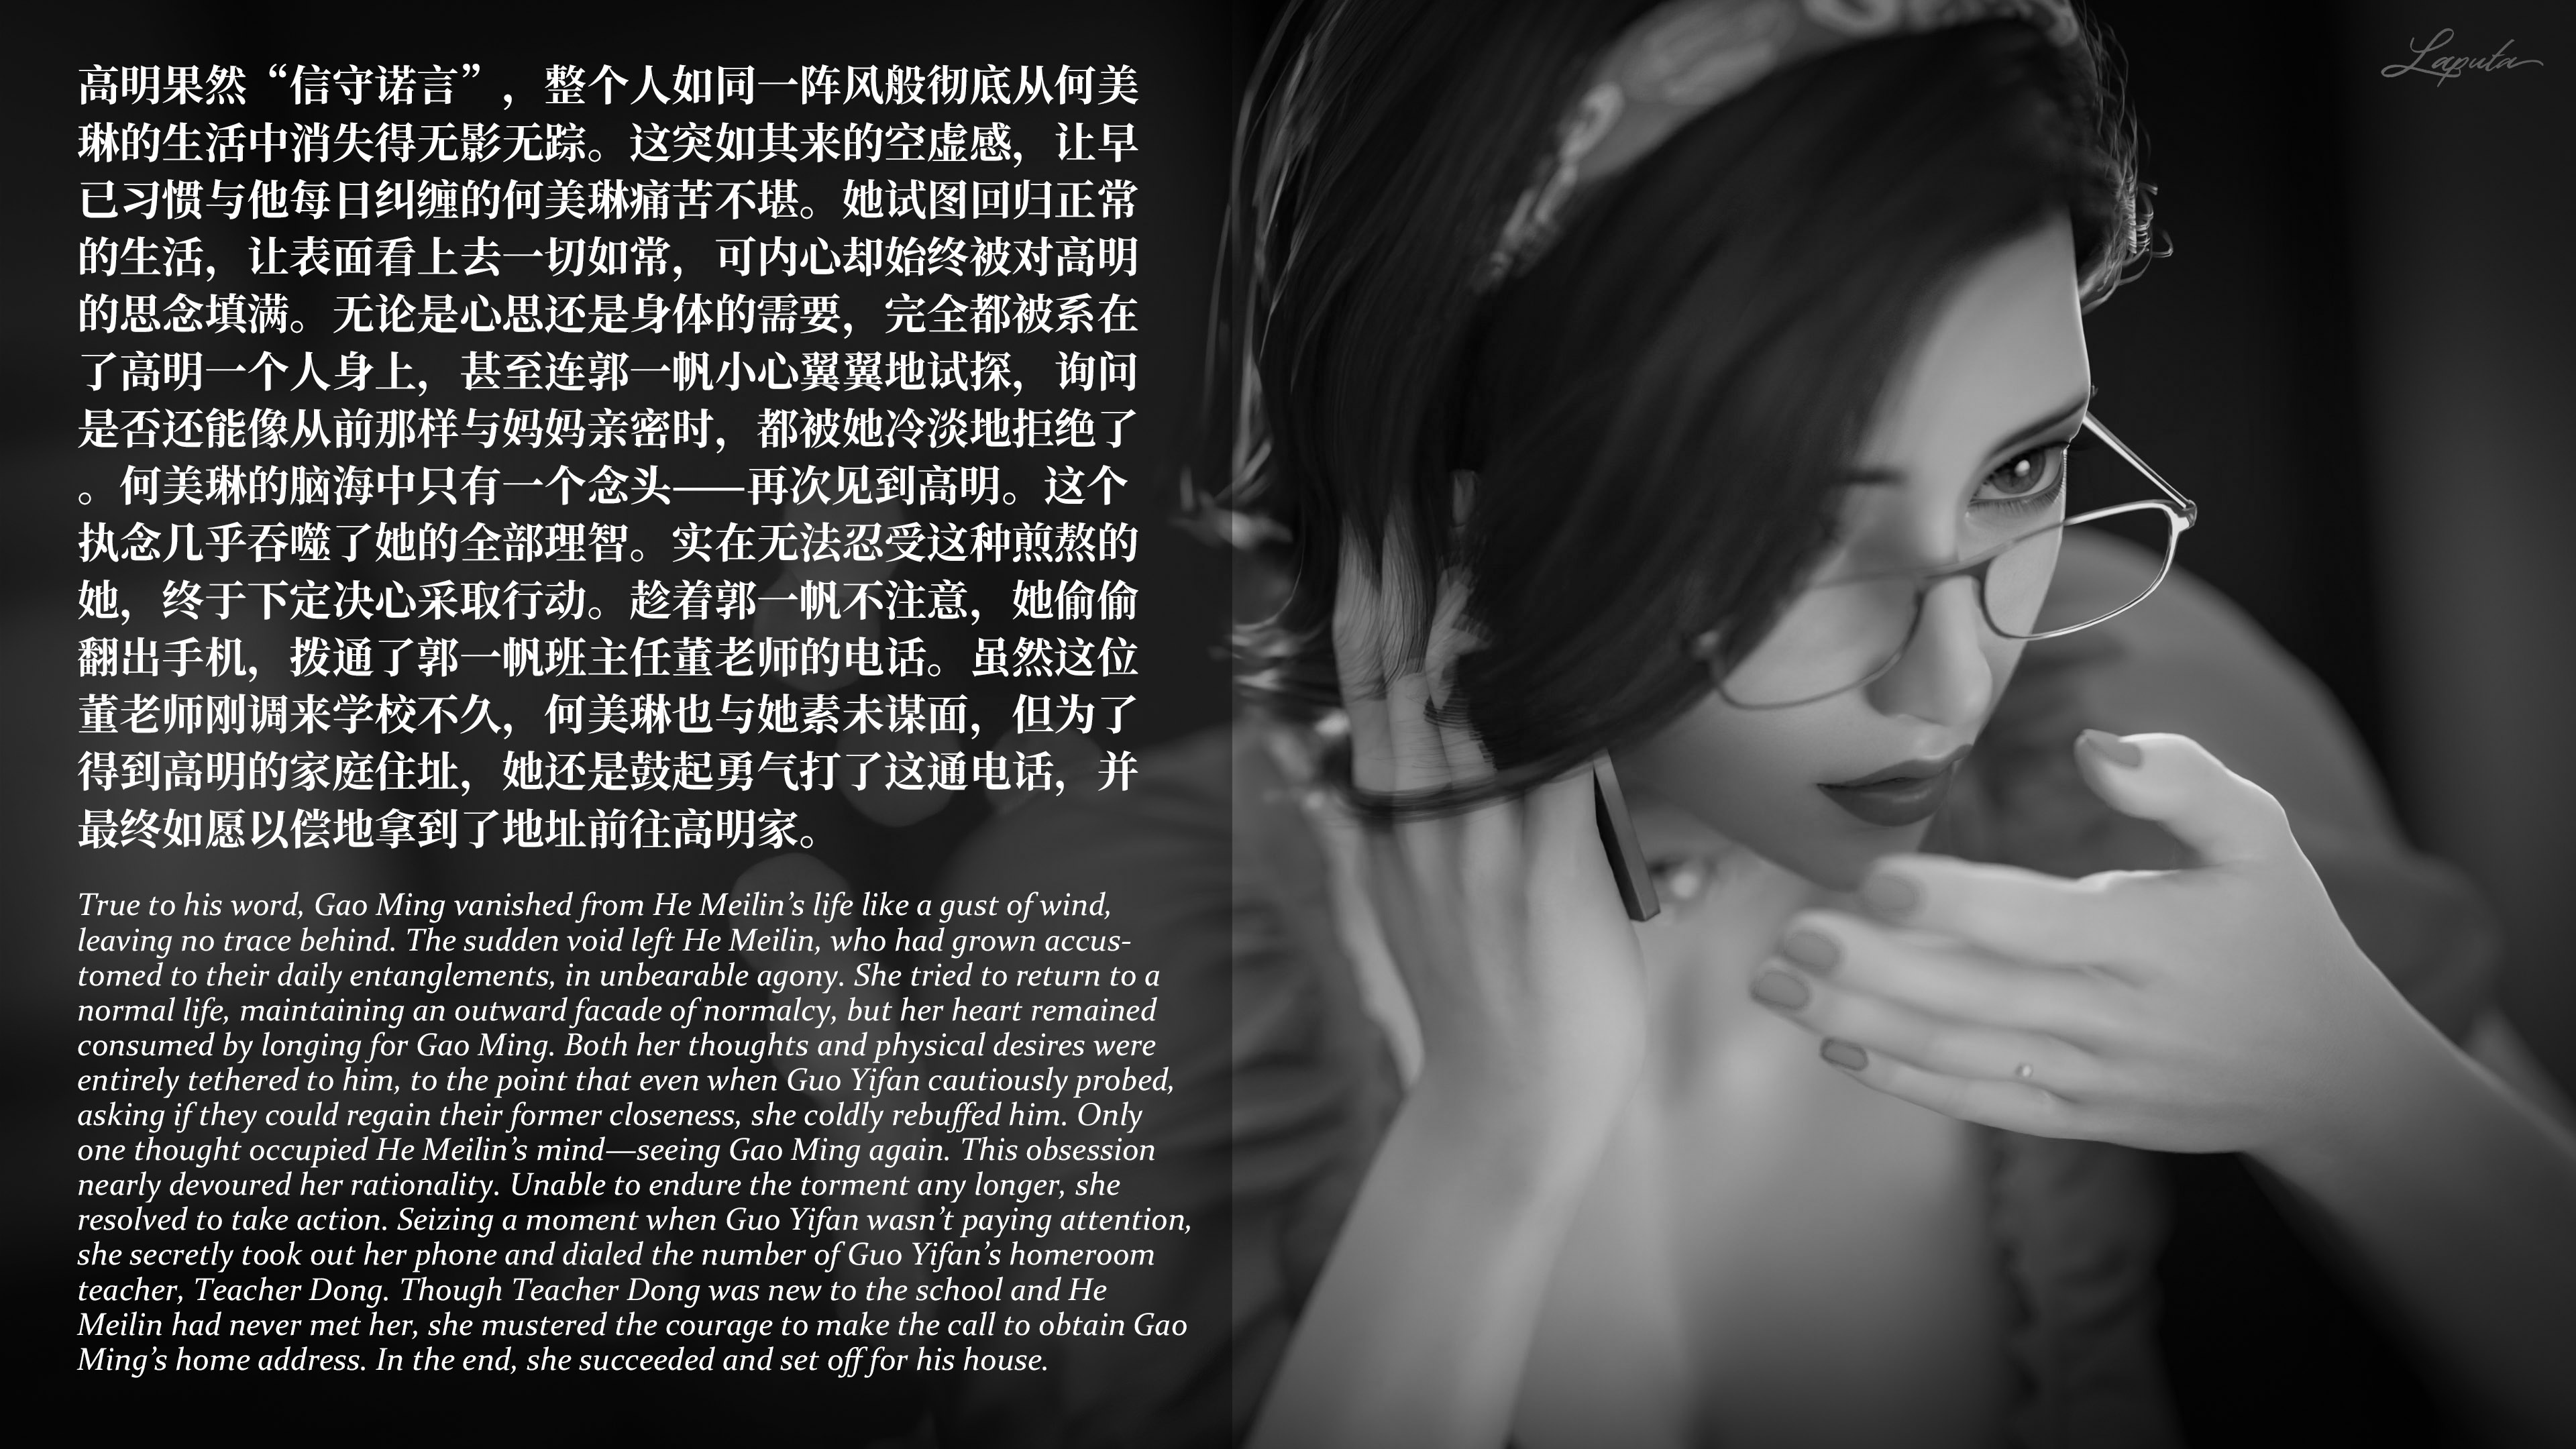 高明果然“信守诺言”，整个人如同一阵风般彻底从何美
琳的生活中消失得无影无踪。这突如其来的空虚感，让早
已习惯与他每日纠缠的何美琳痛苦不堪。她试图回归正常
的生活，让表面看上去一切如常，可内心却始终被对高明
的思念填满。无论是心思还是身体的需要，完全都被系在
了高明一个人身上，甚至连郭一帆小心翼翼地试探，询问
是否还能像从前那样与妈妈亲密时，都被她冷淡地拒绝了
。何美琳的脑海中只有一个念头——再次见到高明。这个
执念几乎吞噬了她的全部理智。实在无法忍受这种煎熬的
她，终于下定决心采取行动。趁着郭一帆不注意，她偷偷
翻出手机，拨通了郭一帆班主任董老师的电话。虽然这位
董老师刚调来学校不久，何美琳也与她素未谋面，但为了
得到高明的家庭住址，她还是鼓起勇气打了这通电话，并
最终如愿以偿地拿到了地址前往高明家。
True to his word, Gao Ming vanished from He Meilin’s life like a gust of wind,
leaving no trace behind. The sudden void left He Meilin, who had grown accus-
tomed to their daily entanglements, in unbearable agony. She tried to return to a
normal life, maintaining an outward facade of normalcy, but her heart remained
consumed by longing for Gao Ming. Both her thoughts and physical desires were
entirely tethered to him, to the point that even when Guo Yifan cautiously probed,
asking if they could regain their former closeness, she coldly rebuffed him. Only
one thought occupied He Meilin’s mind—seeing Gao Ming again. This obsession
nearly devoured her rationality. Unable to endure the torment any longer, she
resolved to take action. Seizing a moment when Guo Yifan wasn’t paying attention,
she secretly took out her phone and dialed the number of Guo Yifan’s homeroom
teacher, Teacher Dong. Though Teacher Dong was new to the school and He
Meilin had never met her, she mustered the courage to make the call to obtain Gao
Ming’s home address. In the end, she succeeded and set off for his house.
Laputa